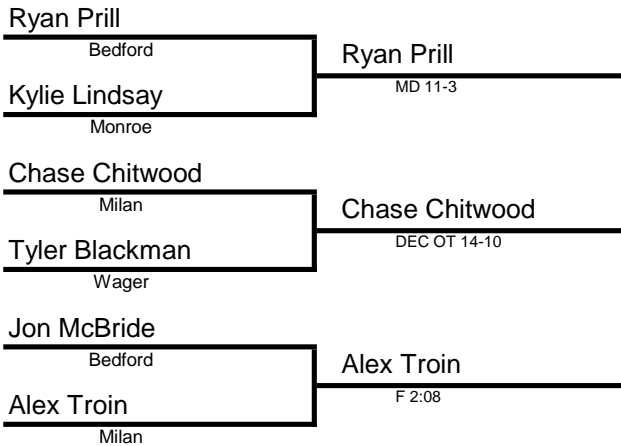 Ryan Prill
Bedford
Ryan Prill
MD 11-3
Kylie Lindsay
Monroe
Chase Chitwood
Milan
Chase Chitwood
DEC OT 14-10
Tyler Blackman
Wager
Jon McBride
Bedford
Alex Troin
F 2:08
Alex Troin
Milan